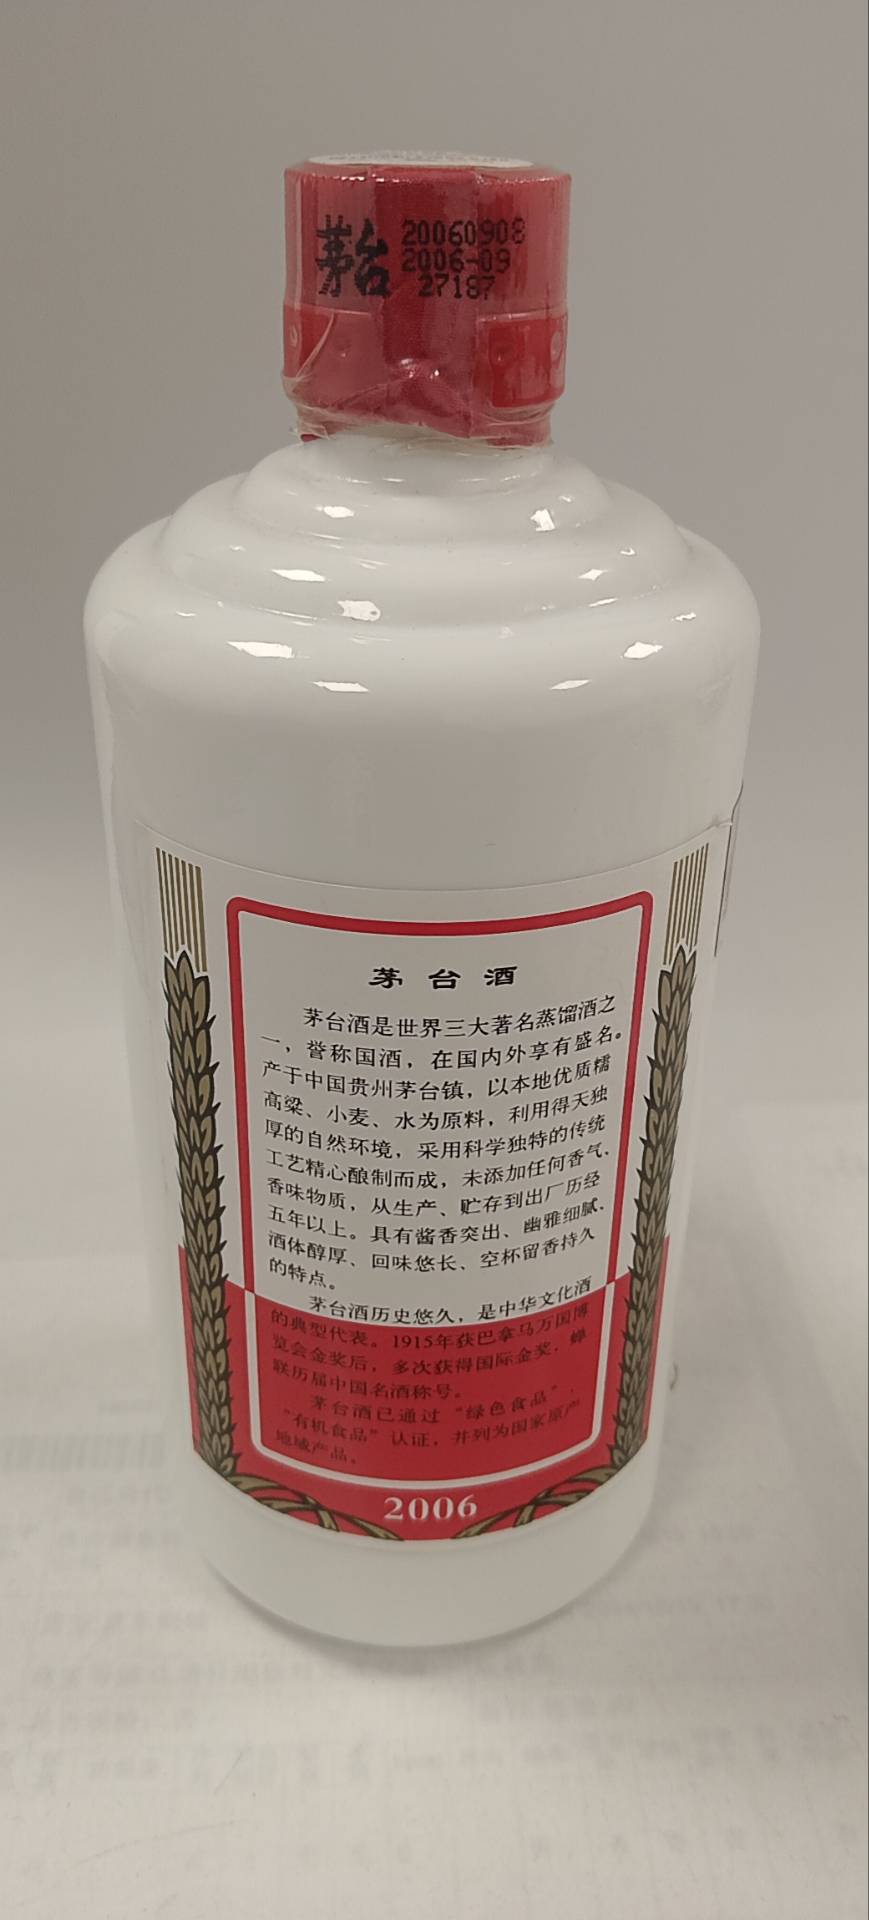 茅台
20060908
2006-09
27187
茅台酒
茅台酒是世界三大著名蒸馏酒之
一，誉称国酒，在国内外享有盛名。
产于中国贵州茅台镇，以本地优质糯
高粱、小麦、水为原料，利用得天独
厚的自然环境，采用科学独特的传统
工艺精心酿制而成，未添加任何香气、
香味物质，从生产、贮存到出厂历经
五年以上。具有酱香突出、幽雅细腻、
酒体醇厚、回味悠长、空杯留香持久
的特点。
茅台酒历史悠久，是中华文化酒
的典型代表。1915年获巴拿马万国博
览会金奖后，多次获得国际金奖，蝉
联历届中国名酒称号。
茅台酒已通过“绿色食品”、
“有机食品”认证，并列为国家原产
地域产品。
2006